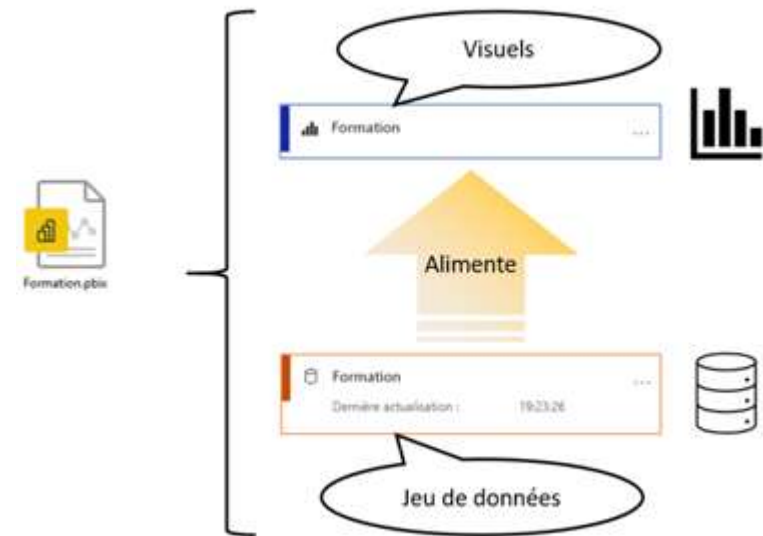 Visuels
Formation
...
Alimente
Formation.pbix
Formation
...
Dernière actualisation : 19:23:26
Jeu de données